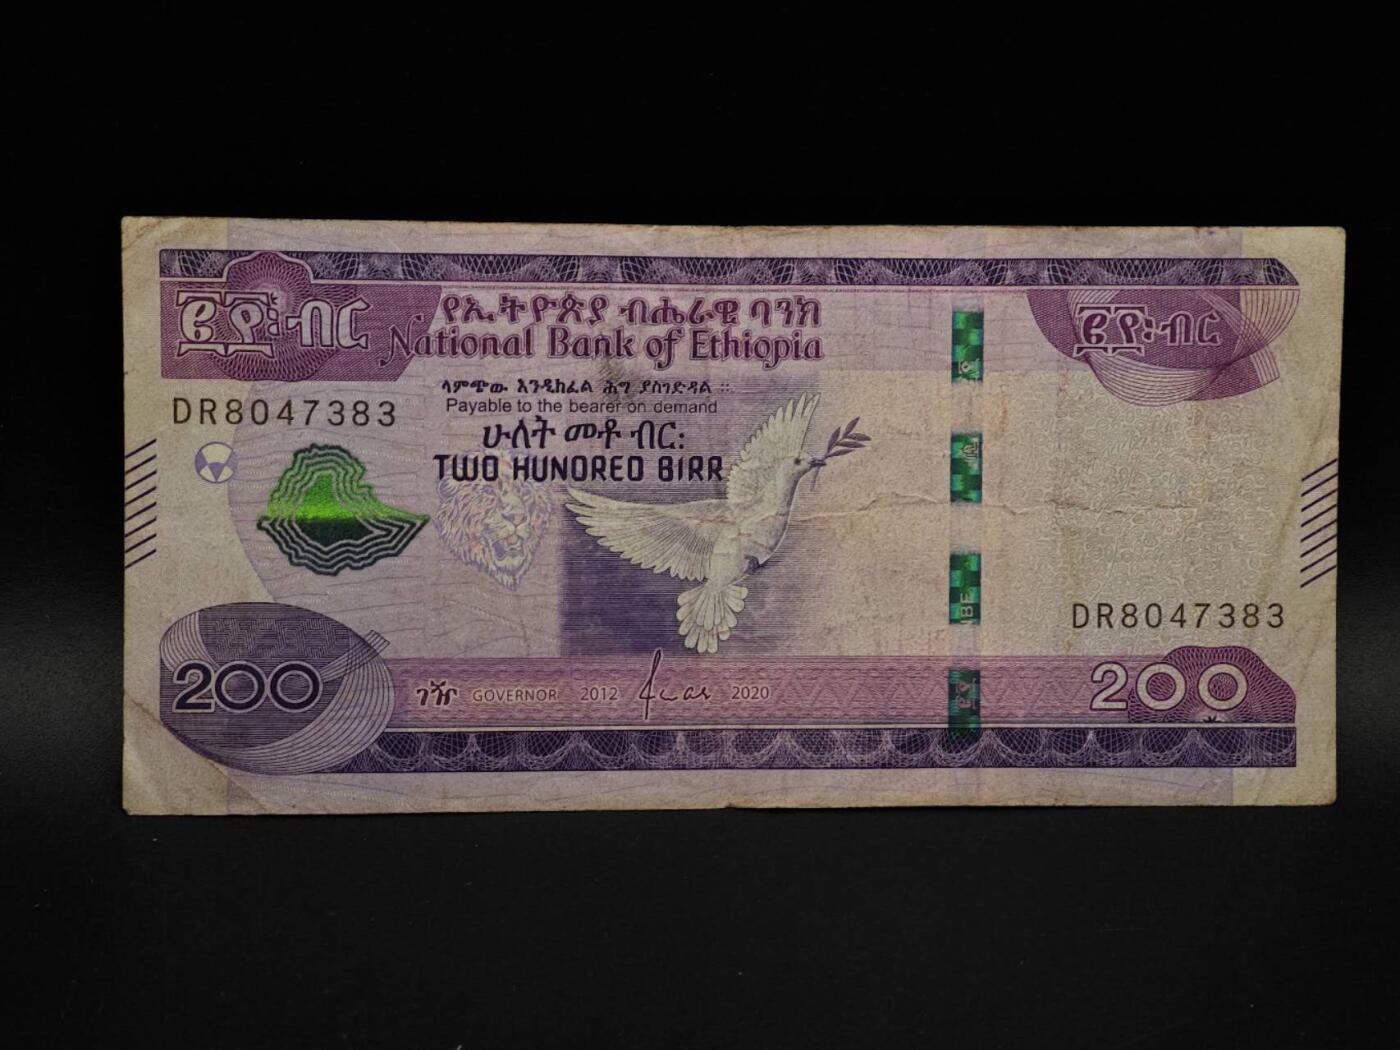 ፪፻ ብር
የኢትዮጵያ ብሔራዊ ባንክ
National Bank of Ethiopia
፪፻ ብር
ላምጭው እንዲከፈል ሕግ ያስገድዳል ።
Payable to the bearer on demand
DR8047383
ሁለት መቶ ብር
TWO HUNDRED BIRR
DR8047383
200
ገዥ GOVERNOR 2012 2020
200